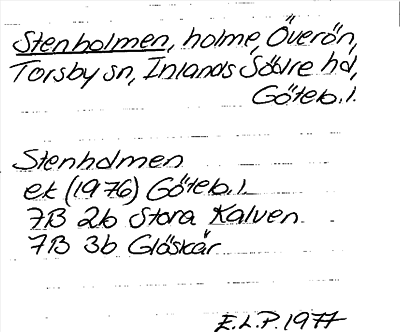 Stenholmen, holme, Överön,
Torsby sn, Inlands Södre hd,
Göteb. l.
Stenholmen
ek (1976) Göteb. l.
7B 2b Stora Kalven
7B 3b Glöskär
E.L.P. 1977